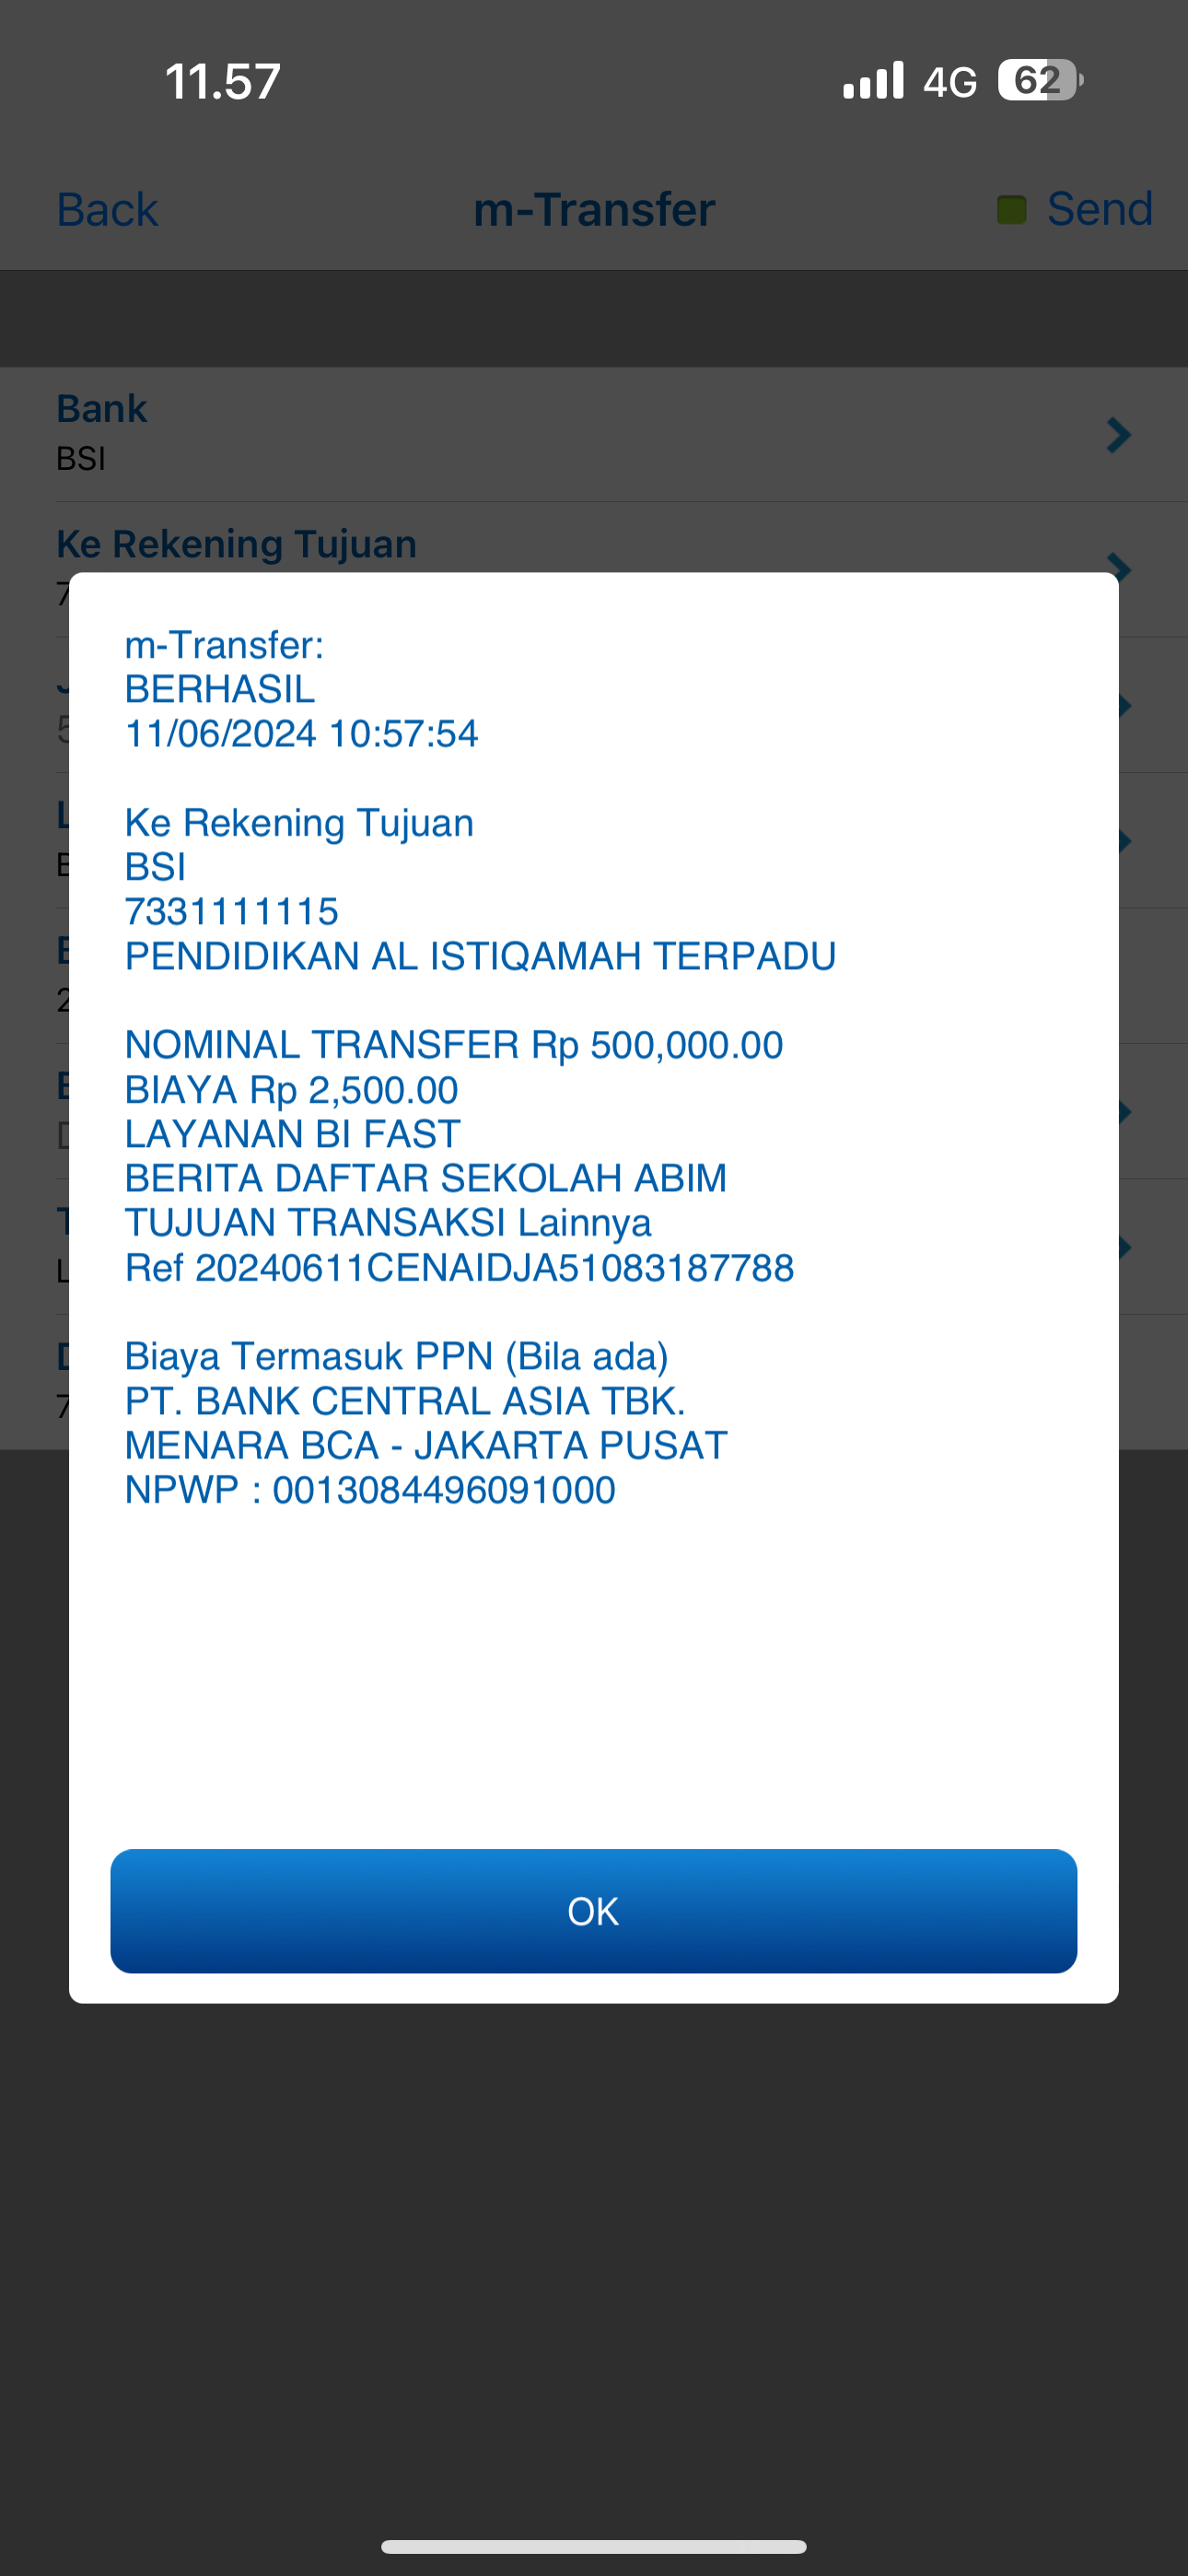 11.57
4G 62
Back m-Transfer Send
Bank
BSI
Ke Rekening Tujuan
m-Transfer:
BERHASIL
11/06/2024 10:57:54
Ke Rekening Tujuan
BSI
7331111115
PENDIDIKAN AL ISTIQAMAH TERPADU
NOMINAL TRANSFER Rp 500,000.00
BIAYA Rp 2,500.00
LAYANAN BI FAST
BERITA DAFTAR SEKOLAH ABIM
TUJUAN TRANSAKSI Lainnya
Ref 20240611CENAIDJA51083187788
Biaya Termasuk PPN (Bila ada)
PT. BANK CENTRAL ASIA TBK.
MENARA BCA - JAKARTA PUSAT
NPWP : 0013084496091000
OK